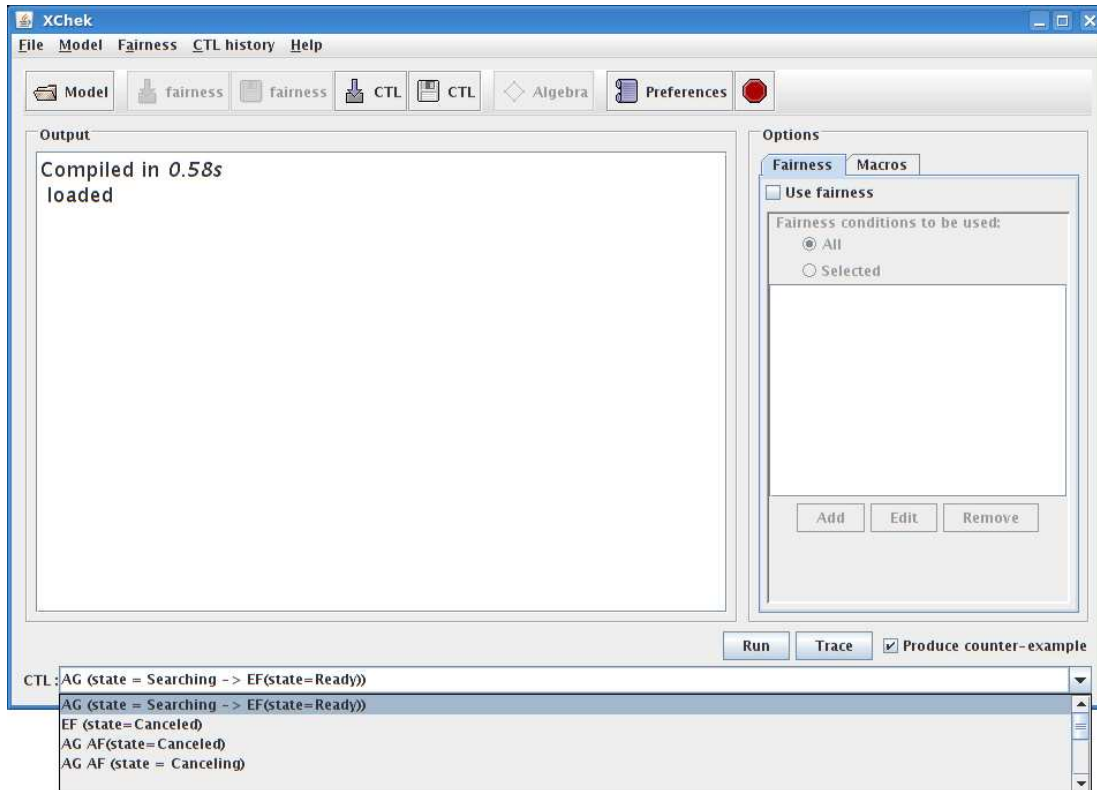 XChek
File Model Fairness CTL history Help
Model fairness fairness CTL CTL Algebra Preferences
Output
Compiled in 0.58s
loaded
Options
Fairness Macros
Use fairness
Fairness conditions to be used:
All
Selected
Add Edit Remove
Run Trace Produce counter-example
CTL: AG (state = Searching -> EF(state=Ready))
AG (state = Searching -> EF(state=Ready))
EF (state=Canceled)
AG AF(state=Canceled)
AG AF (state = Canceling)